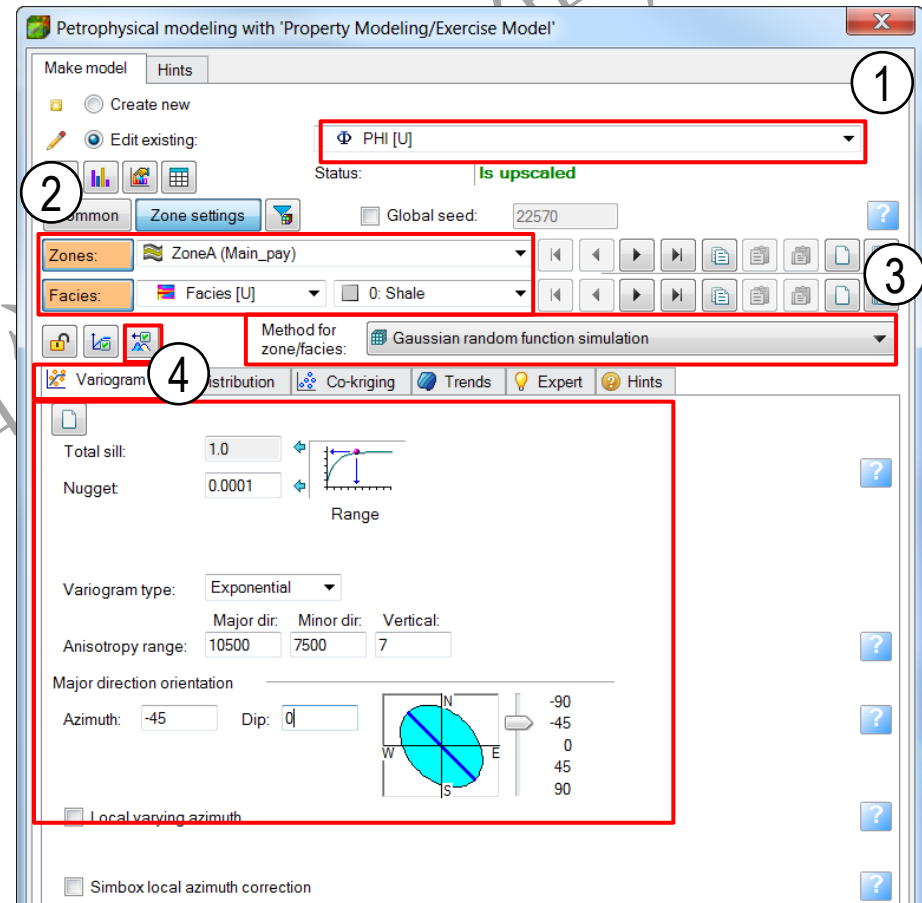 Petrophysical modeling with 'Property Modeling/Exercise Model'
X
Make model Hints
1
Create new
Edit existing: Φ PHI [U]
2
Status: Is upscaled
Zone settings Global seed: 22570 ?
Zones: ZoneA (Main_pay)
3
Facies: Facies [U] 0: Shale
Method for
zone/facies: Gaussian random function simulation
Variogram 4 istribution Co-kriging Trends Expert Hints
Total sill: 1.0
?
Nugget: 0.0001
Range
Variogram type: Exponential
Major dir: Minor dir: Vertical:
Anisotropy range: 10500 7500 7 ?
Major direction orientation
Azimuth: -45 Dip: 0 ?
N
W E
S
-90
-45
0
45
90
Local varying azimuth ?
Simbox local azimuth correction ?